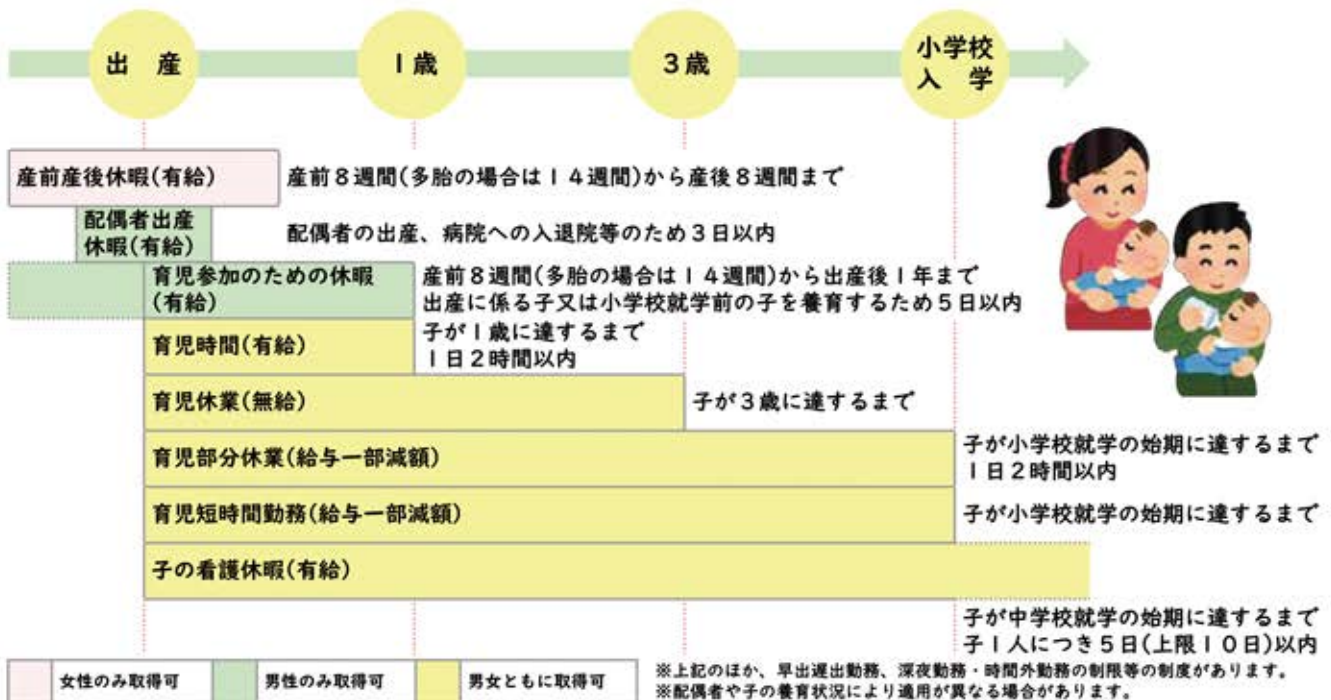 出 産
1歳
3歳
小学校
入 学
産前産後休暇(有給)
産前8週間(多胎の場合は14週間)から産後8週間まで
配偶者出産
休暇(有給)
配偶者の出産、病院への入退院等のため3日以内
育児参加のための休暇
(有給)
産前8週間(多胎の場合は14週間)から出産後1年まで
出産に係る子又は小学校就学前の子を養育するため5日以内
育児時間(有給)
子が1歳に達するまで
1日2時間以内
育児休業(無給)
子が3歳に達するまで
育児部分休業(給与一部減額)
子が小学校就学の始期に達するまで
1日2時間以内
育児短時間勤務(給与一部減額)
子が小学校就学の始期に達するまで
子の看護休暇(有給)
子が中学校就学の始期に達するまで
子1人につき5日(上限10日)以内
女性のみ取得可
男性のみ取得可
男女ともに取得可
※上記のほか、早出遅出勤務、深夜勤務・時間外勤務の制限等の制度があります。
※配偶者や子の養育状況により適用が異なる場合があります。